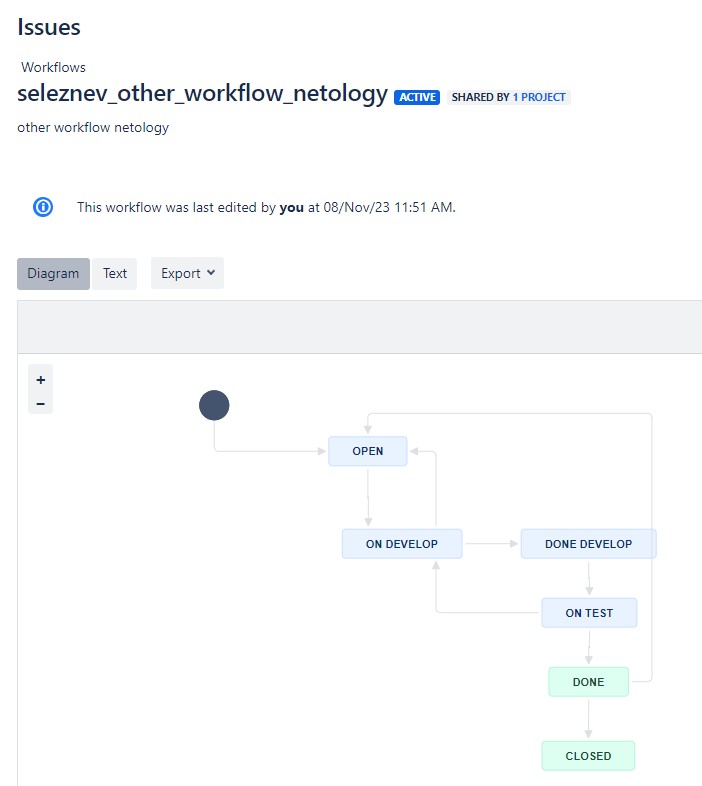 Issues
Workflows
seleznev_other_workflow_netology ACTIVE SHARED BY 1 PROJECT
other workflow netology
This workflow was last edited by you at 08/Nov/23 11:51 AM.
Diagram Text Export
+
−
OPEN
ON DEVELOP DONE DEVELOP
ON TEST
DONE
CLOSED